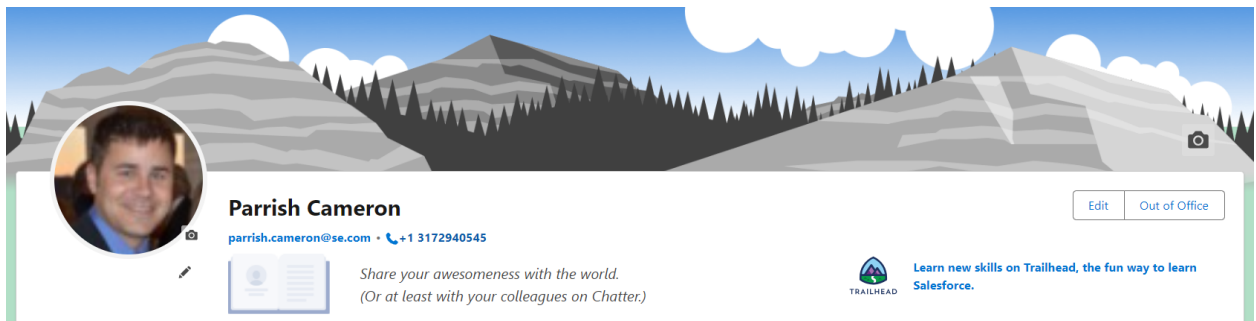 Parrish Cameron
Edit
Out of Office
parrish.cameron@se.com • +1 3172940545
Share your awesomeness with the world.
(Or at least with your colleagues on Chatter.)
TRAILHEAD
Learn new skills on Trailhead, the fun way to learn
Salesforce.